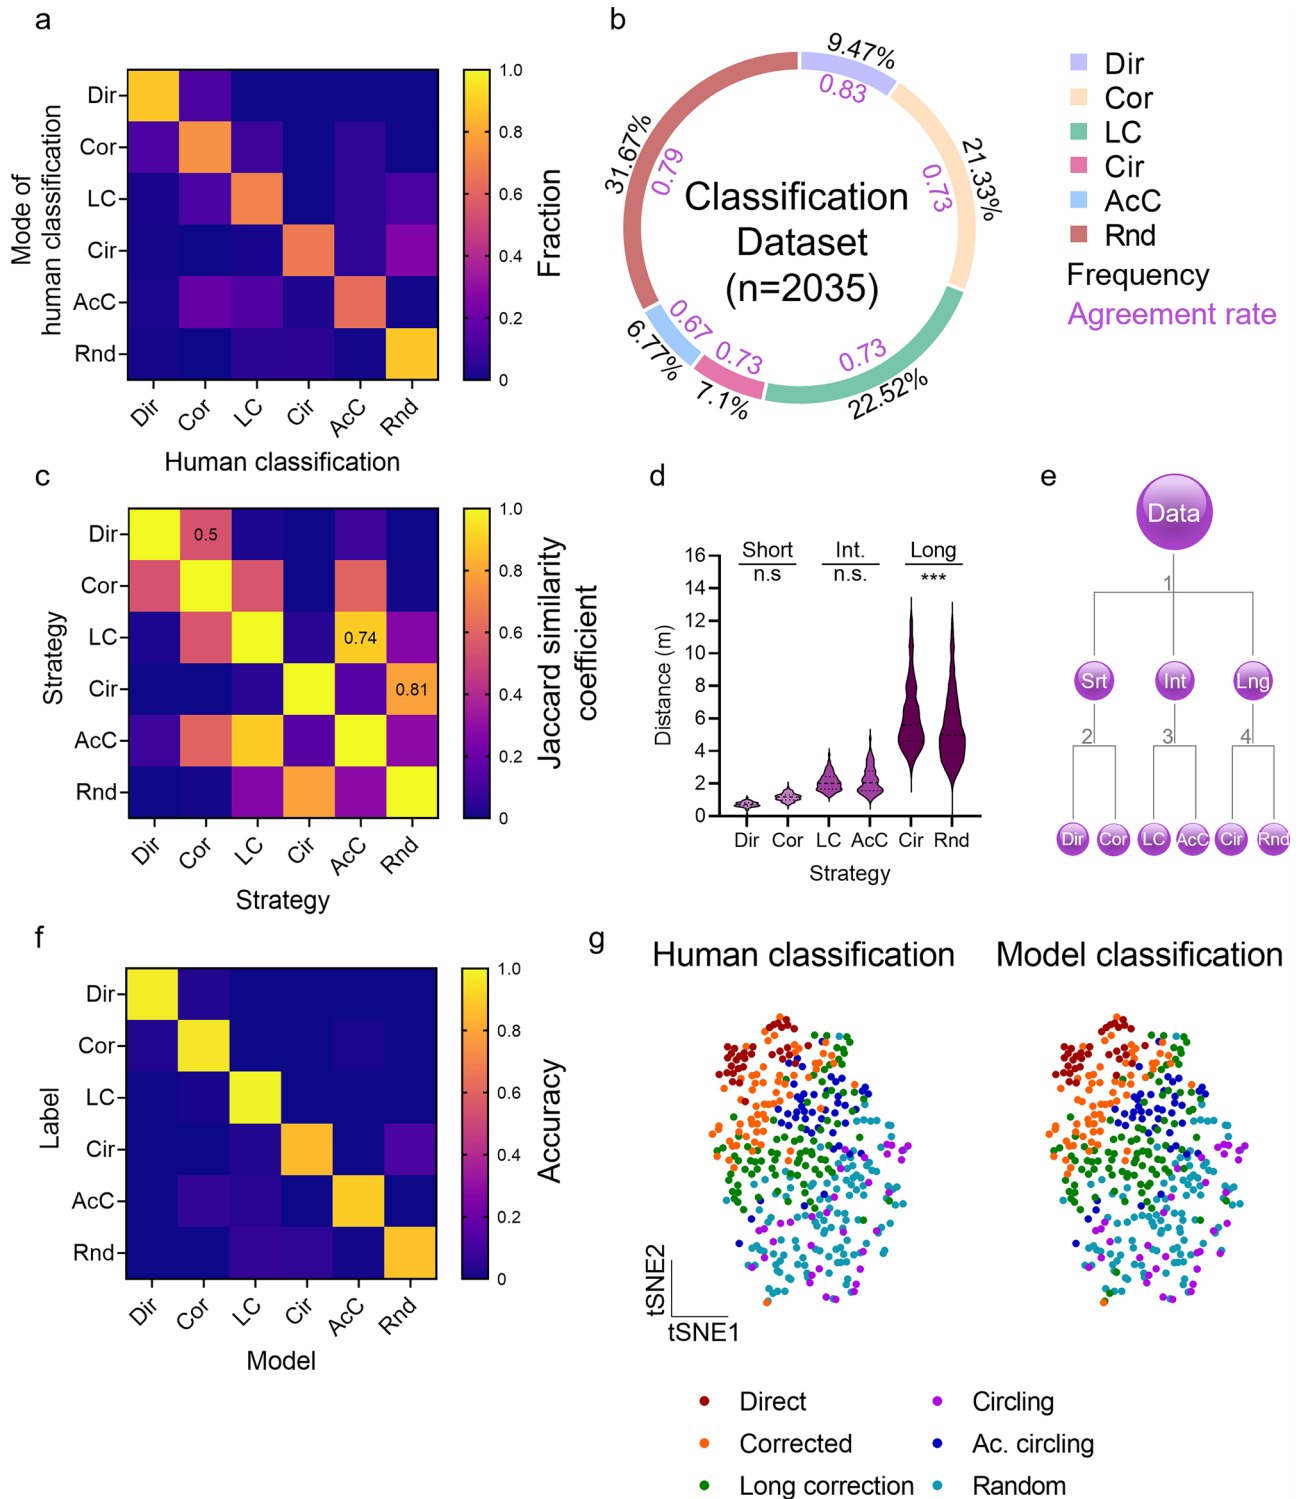 a
Mode of
human classification
Dir
Cor
LC
Cir
AcC
Rnd
Dir
Cor
LC
Cir
AcC
Rnd
Human classification
1.0
0.8
0.6
0.4
0.2
0
Fraction
b
9.47%
0.83
21.33%
0.73
22.52%
0.73
7.1%
0.73
6.77%
0.67
31.67%
0.79
Classification
Dataset
(n=2035)
Dir
Cor
LC
Cir
AcC
Rnd
Frequency
Agreement rate
c
Strategy
Dir
Cor
LC
Cir
AcC
Rnd
0.5
0.74
0.81
Dir
Cor
LC
Cir
AcC
Rnd
Strategy
1.0
0.8
0.6
0.4
0.2
0
Jaccard similarity
coefficient
d
Short
n.s
Int.
n.s.
Long
***
Distance (m)
16
14
12
10
8
6
4
2
0
Dir
Cor
LC
AcC
Cir
Rnd
Strategy
e
Data
1
Srt
Int
Lng
2
3
4
Dir
Cor
LC
AcC
Cir
Rnd
f
Label
Dir
Cor
LC
Cir
AcC
Rnd
Dir
Cor
LC
Cir
AcC
Rnd
Model
1.0
0.8
0.6
0.4
0.2
0
Accuracy
g
Human classification
Model classification
tSNE2
tSNE1
Direct
Corrected
Long correction
Circling
Ac. circling
Random